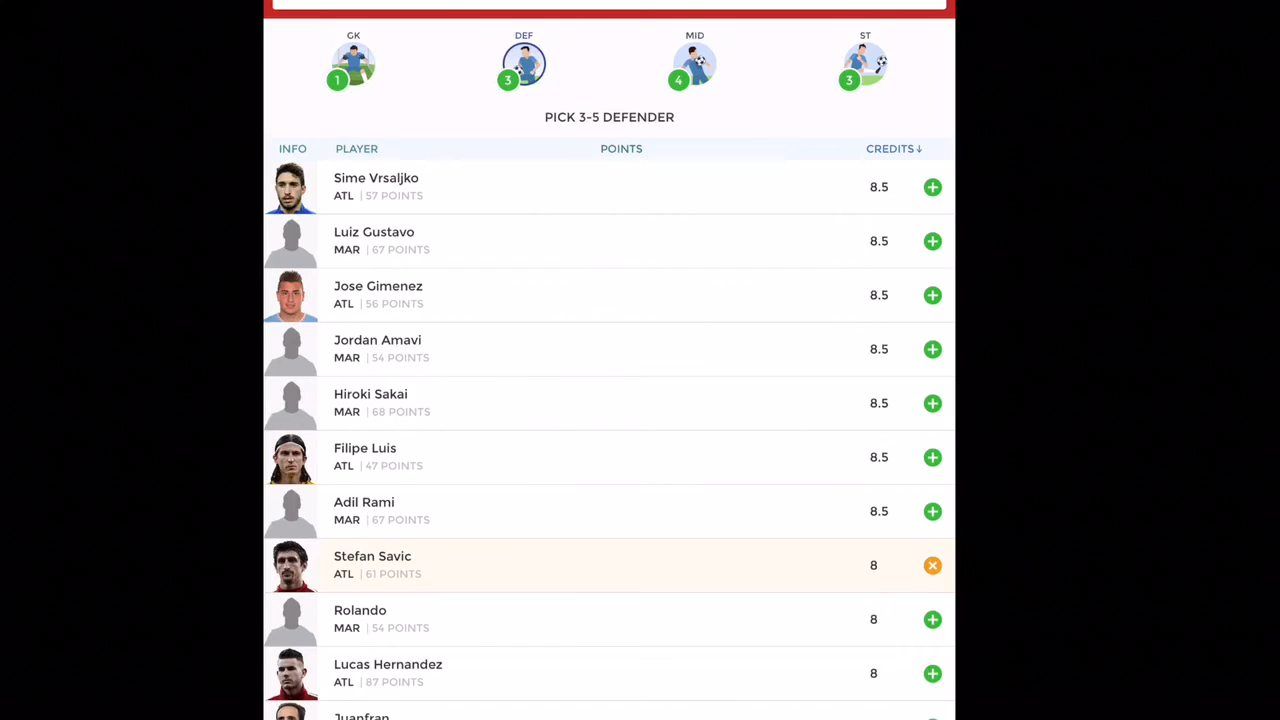 GK DEF MID ST
1 3 4 3
PICK 3-5 DEFENDER
INFO PLAYER POINTS CREDITS↓
Sime Vrsaljko
ATL | 57 POINTS 8.5
Luiz Gustavo
MAR | 67 POINTS 8.5
Jose Gimenez
ATL | 56 POINTS 8.5
Jordan Amavi
MAR | 54 POINTS 8.5
Hiroki Sakai
MAR | 68 POINTS 8.5
Filipe Luis
ATL | 47 POINTS 8.5
Adil Rami
MAR | 67 POINTS 8.5
Stefan Savic
ATL | 61 POINTS 8
Rolando
MAR | 54 POINTS 8
Lucas Hernandez
ATL | 87 POINTS 8
Juanfran